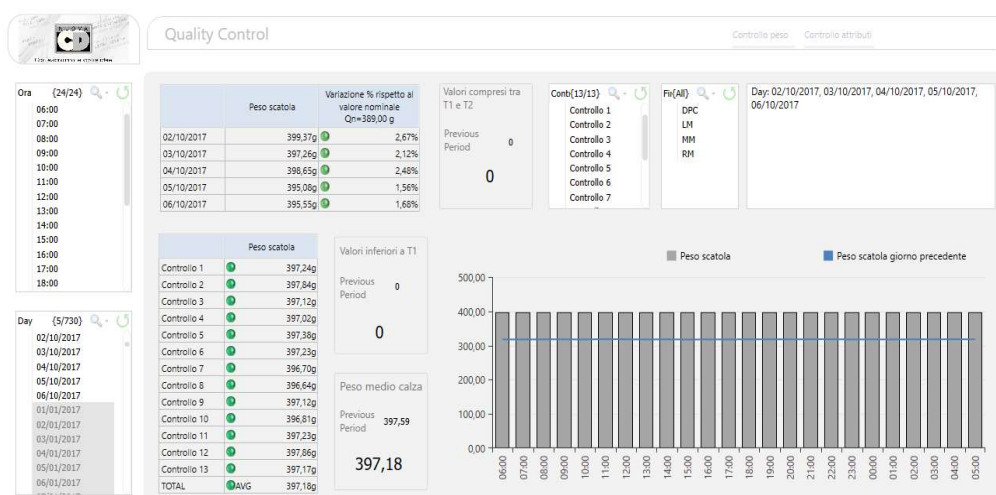 CD
Quality Control
Controllo peso Controllo attributi
Ora {24/24}
06:00
07:00
08:00
09:00
10:00
11:00
12:00
13:00
14:00
15:00
16:00
17:00
18:00
Day {5/730}
02/10/2017
03/10/2017
04/10/2017
05/10/2017
06/10/2017
01/01/2017
02/01/2017
03/01/2017
04/01/2017
05/01/2017
06/01/2017
Peso scatola Variazione % rispetto al
valore nominale
Qn=389,00 g
02/10/2017 399,37g 2,67%
03/10/2017 397,26g 2,12%
04/10/2017 398,65g 2,48%
05/10/2017 395,08g 1,56%
06/10/2017 395,55g 1,68%
Valori compresi tra
T1 e T2
Previous
Period 0
0
Cont{13/13}
Controllo 1
Controllo 2
Controllo 3
Controllo 4
Controllo 5
Controllo 6
Controllo 7
Fir{All}
DPC
LM
MM
RM
Day: 02/10/2017, 03/10/2017, 04/10/2017, 05/10/2017,
06/10/2017
Peso scatola
Controllo 1 397,24g
Controllo 2 397,84g
Controllo 3 397,12g
Controllo 4 397,02g
Controllo 5 397,38g
Controllo 6 397,23g
Controllo 7 396,70g
Controllo 8 396,64g
Controllo 9 397,12g
Controllo 10 396,81g
Controllo 11 397,23g
Controllo 12 397,86g
Controllo 13 397,17g
TOTAL AVG 397,18g
Valori inferiori a T1
Previous
Period 0
0
Peso medio calza
Previous
Period 397,59
397,18
Peso scatola Peso scatola giorno precedente
500,00
400,00
300,00
200,00
100,00
0,00
06:00 07:00 08:00 09:00 10:00 11:00 12:00 13:00 14:00 15:00 16:00 17:00 18:00 19:00 20:00 21:00 22:00 23:00 00:00 01:00 02:00 03:00 04:00 05:00